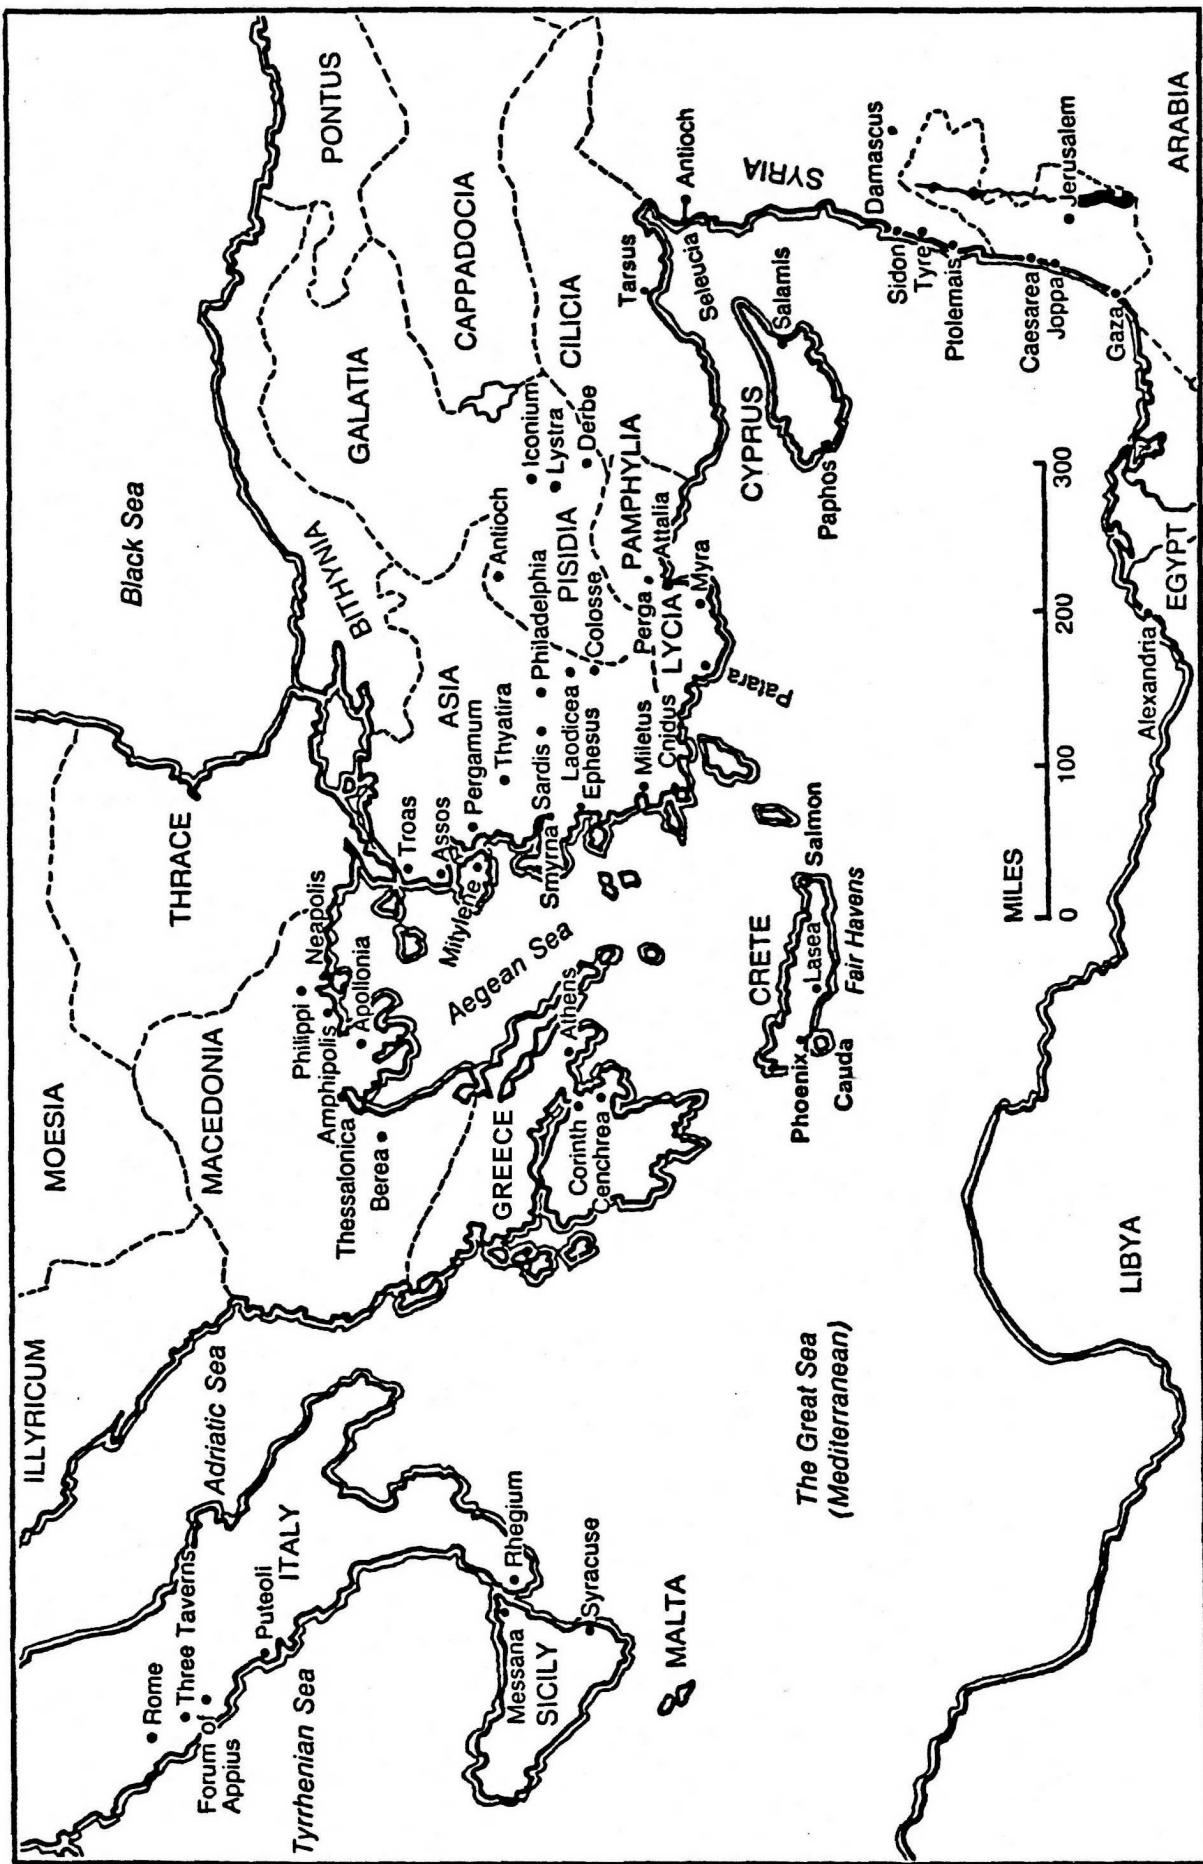 ILLYRICUM
MOESIA
THRACE
Black Sea
PONTUS
MACEDONIA
BITHYNIA
GALATIA
CAPPADOCIA
Adriatic Sea
Rome
Three Taverns
Forum of
Appius
Puteoli
ITALY
Tyrrhenian Sea
Philippi
Neapolis
Amphipolis
Apollonia
Thessalonica
Berea
Troas
Assos
Mitylene
Pergamum
ASIA
Thyatira
Antioch
Iconium
Lystra
Derbe
CILICIA
Tarsus
Antioch
Seleucia
SYRIA
Aegean Sea
GREECE
Athens
Corinth
Cenchrea
Smyrna
Sardis
Philadelphia
Laodicea
PISIDIA
Ephesus
Colosse
Miletus
Cnidus
Perga
PAMPHYLIA
LYCIA
Attalia
Myra
Patara
Messana
SICILY
Rhegium
Syracuse
MALTA
CYPRUS
Salamis
Paphos
CRETE
Salmon
Phoenix
Lasea
Cauda
Fair Havens
The Great Sea
(Mediterranean)
Damascus
Sidon
Tyre
Ptolemais
Caesarea
Joppa
Jerusalem
Gaza
ARABIA
MILES
0
100
200
300
LIBYA
Alexandria
EGYPT